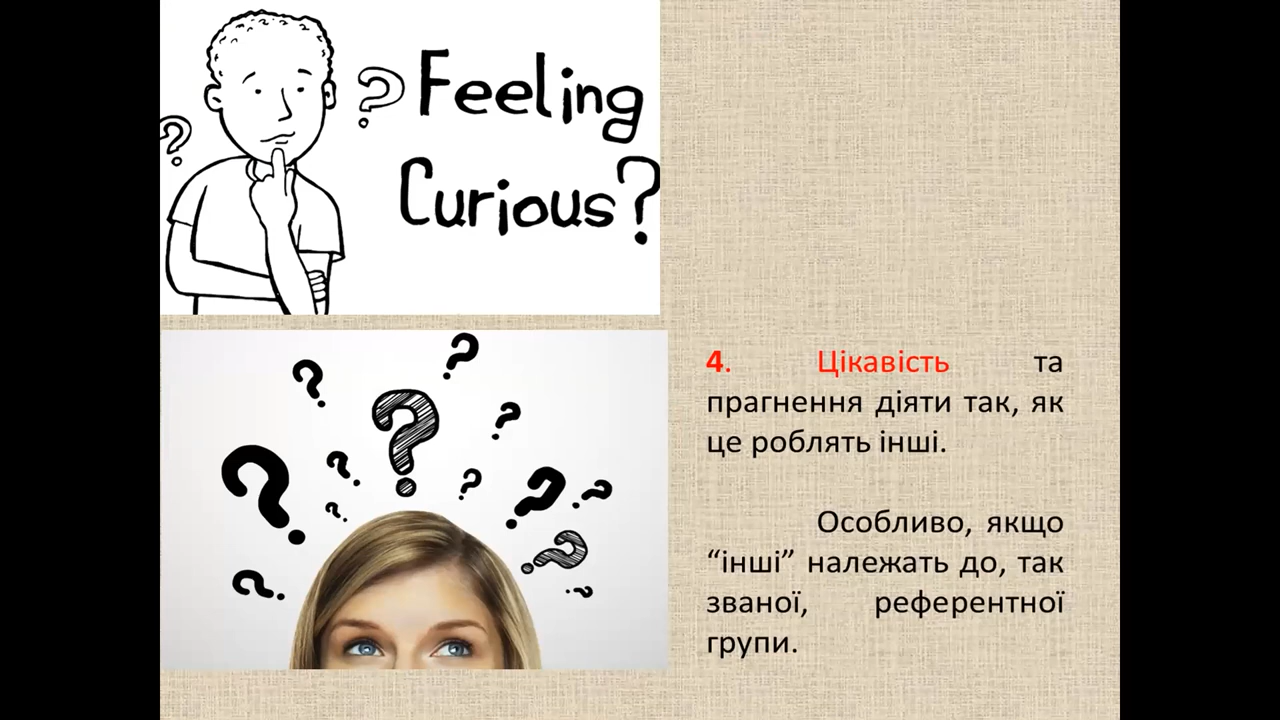 Feeling
Curious?
4. Цікавість та
прагнення діяти так, як
це роблять інші.
Особливо, якщо
“інші” належать до, так
званої, референтної
групи.